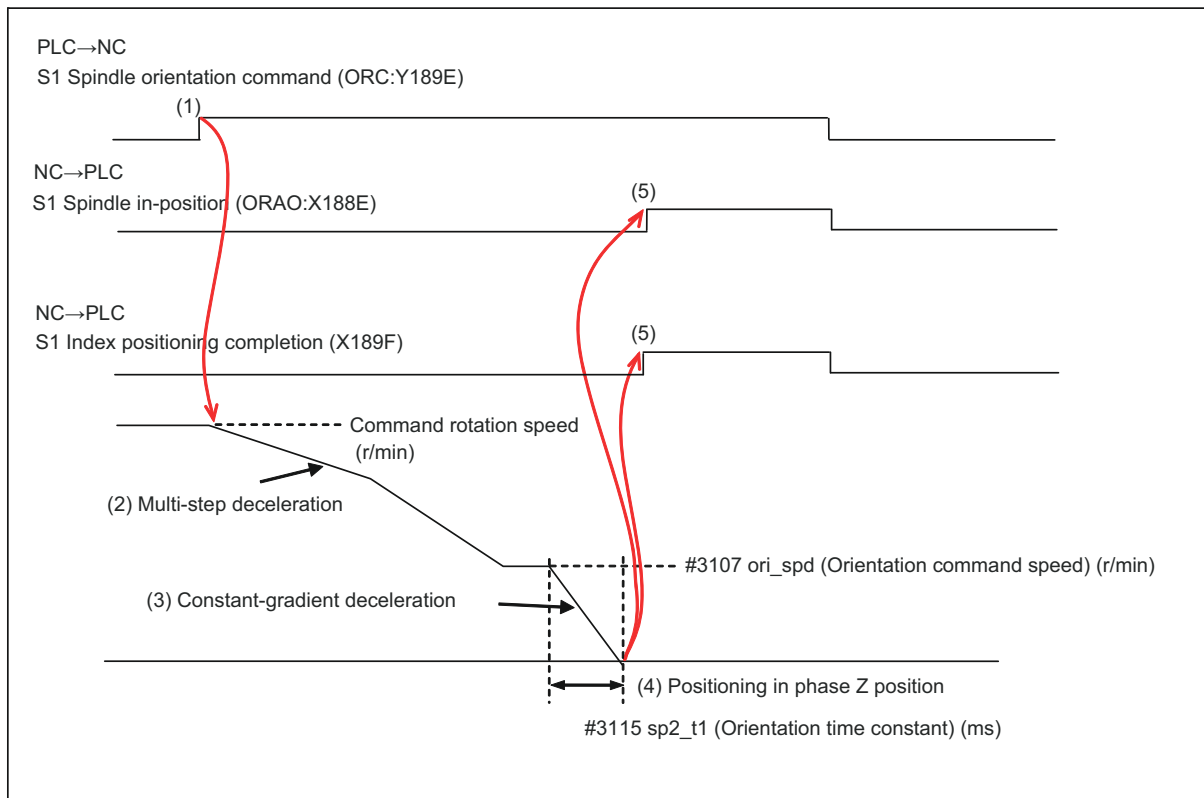 PLC→NC
S1 Spindle orientation command (ORC:Y189E)
(1)
NC→PLC
S1 Spindle in-position (ORAO:X188E)
(5)
NC→PLC
S1 Index positioning completion (X189F)
(5)
Command rotation speed
(r/min)
(2) Multi-step deceleration
#3107 ori_spd (Orientation command speed) (r/min)
(3) Constant-gradient deceleration
(4) Positioning in phase Z position
#3115 sp2_t1 (Orientation time constant) (ms)